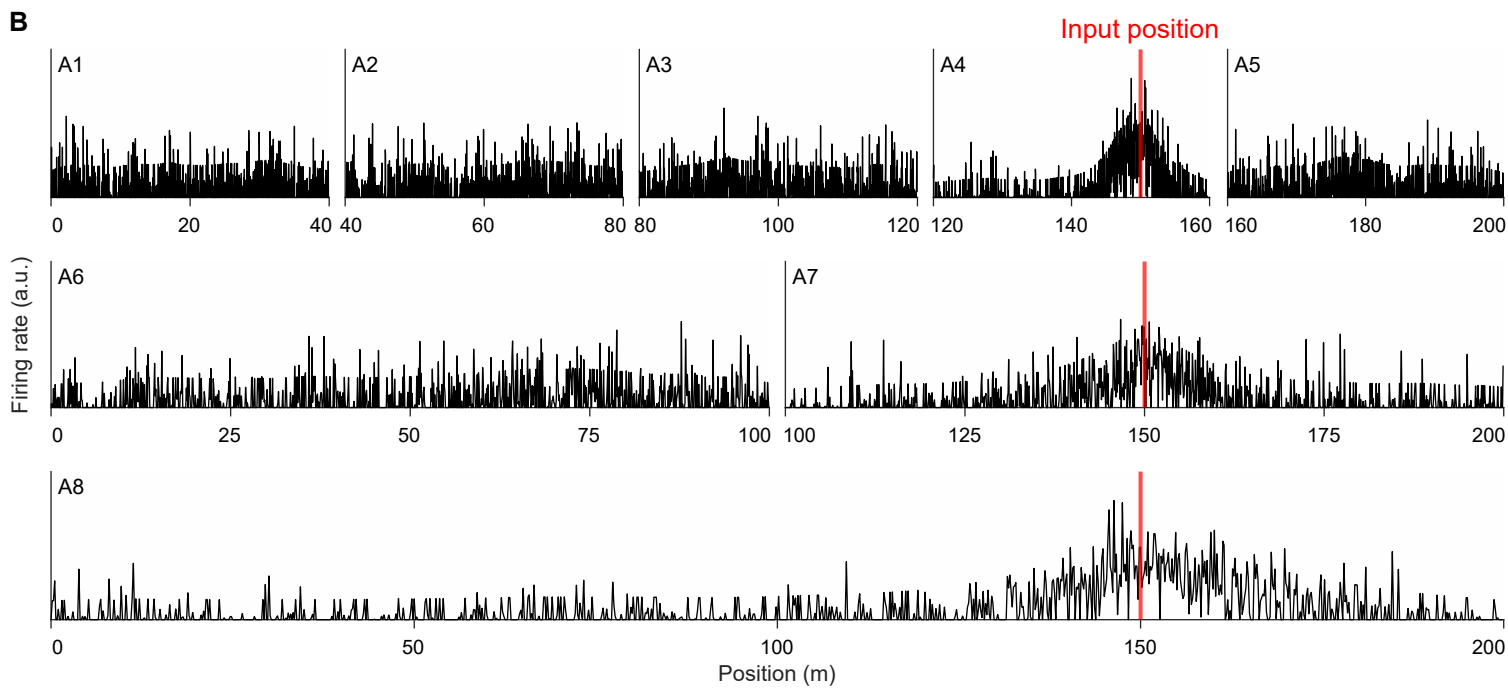 B
Input position
A1 A2 A3 A4 A5
0 20 40 40 60 80 80 100 120 120 140 160 160 180 200
Firing rate (a.u.)
A6 A7
0 25 50 75 100 100 125 150 175 200
A8
0 50 100 150 200
Position (m)